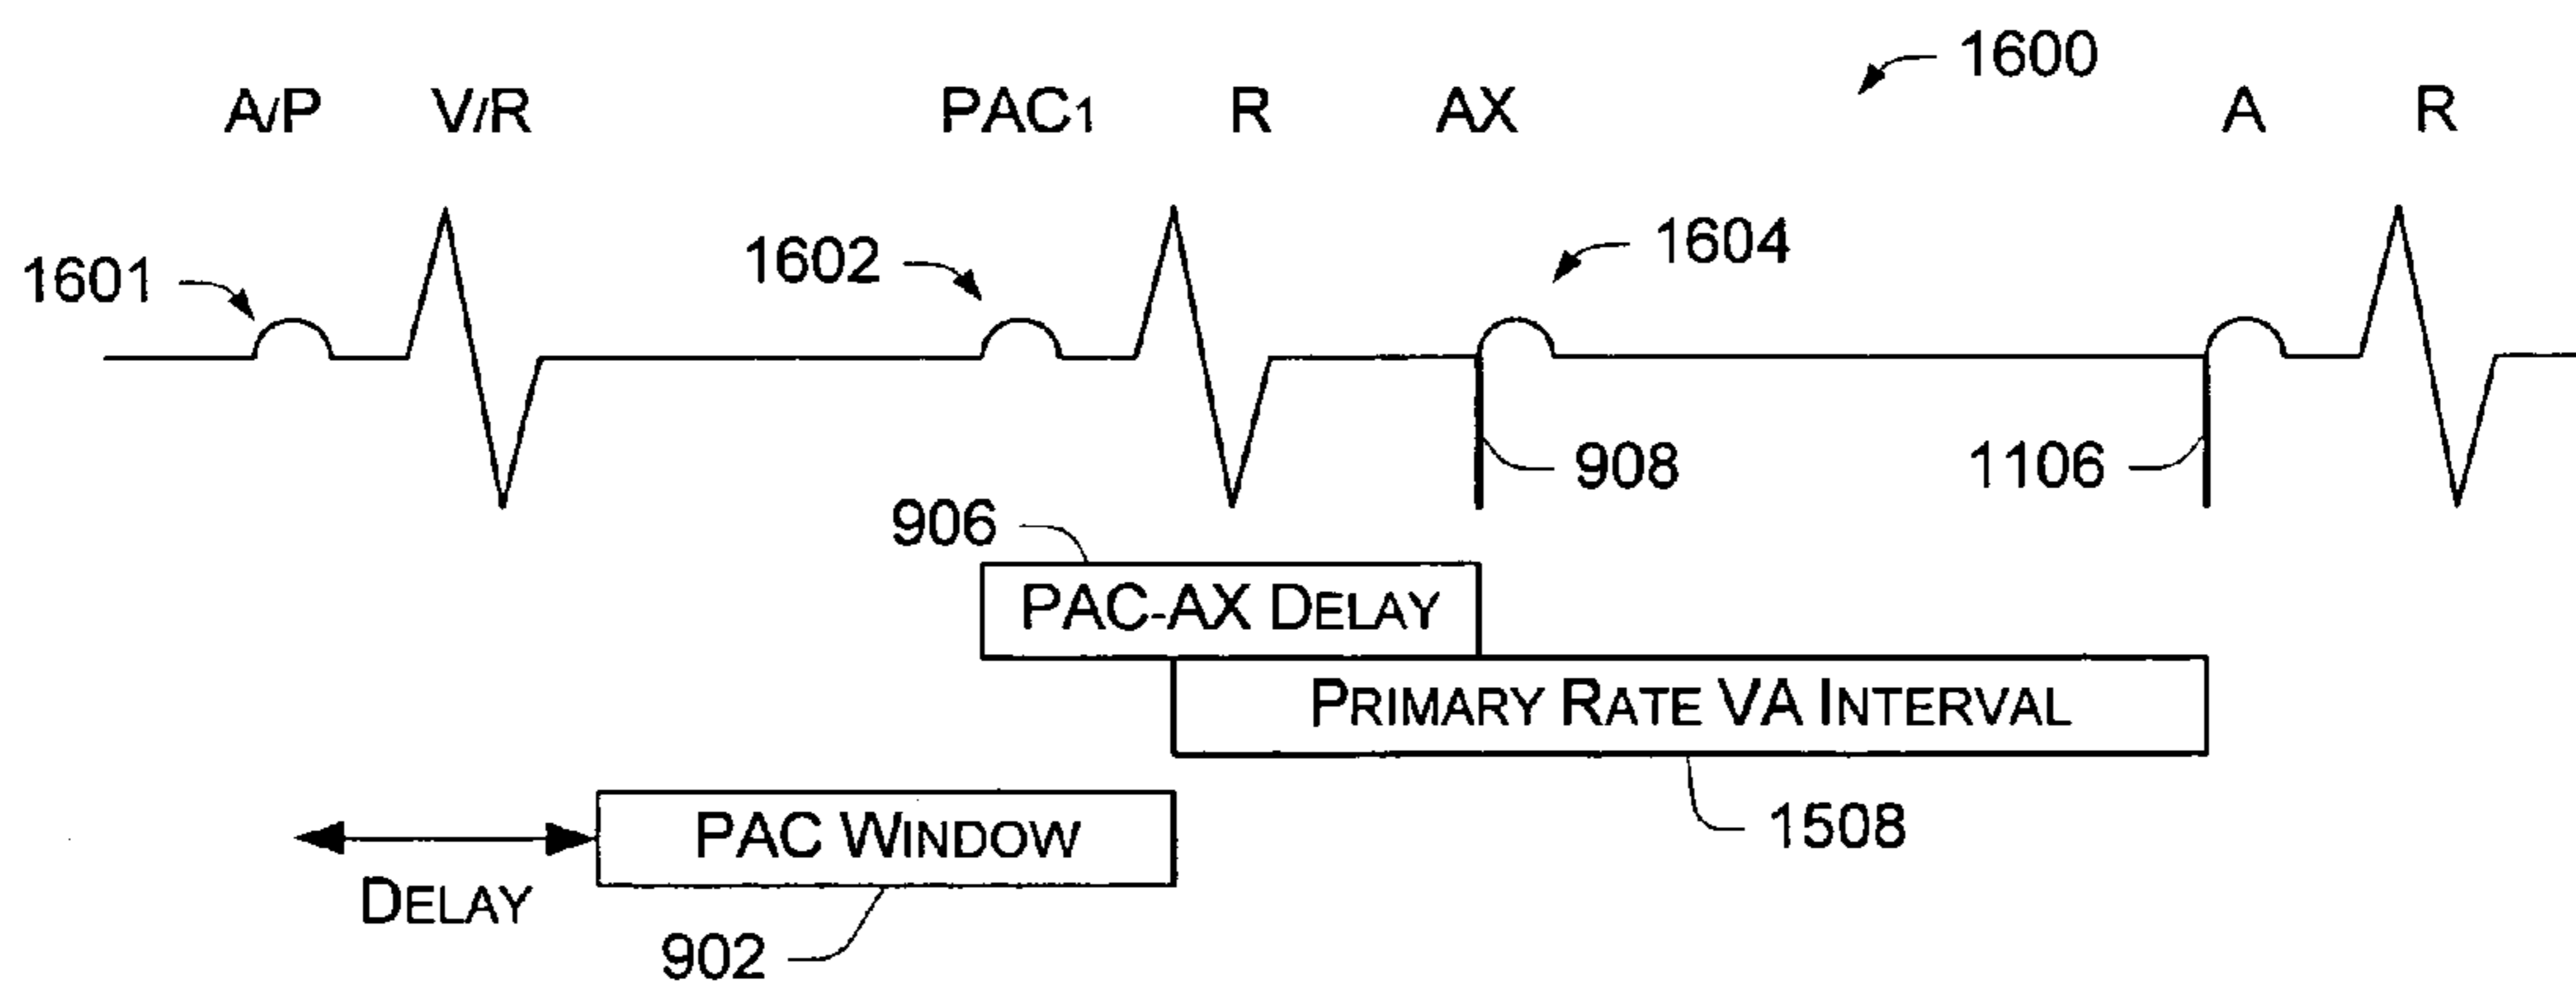 1600
A/P V/R PAC1 R AX A R
1601
1602
1604
908
1106
906
PAC-AX DELAY
PRIMARY RATE VA INTERVAL
PAC WINDOW
1508
DELAY
902